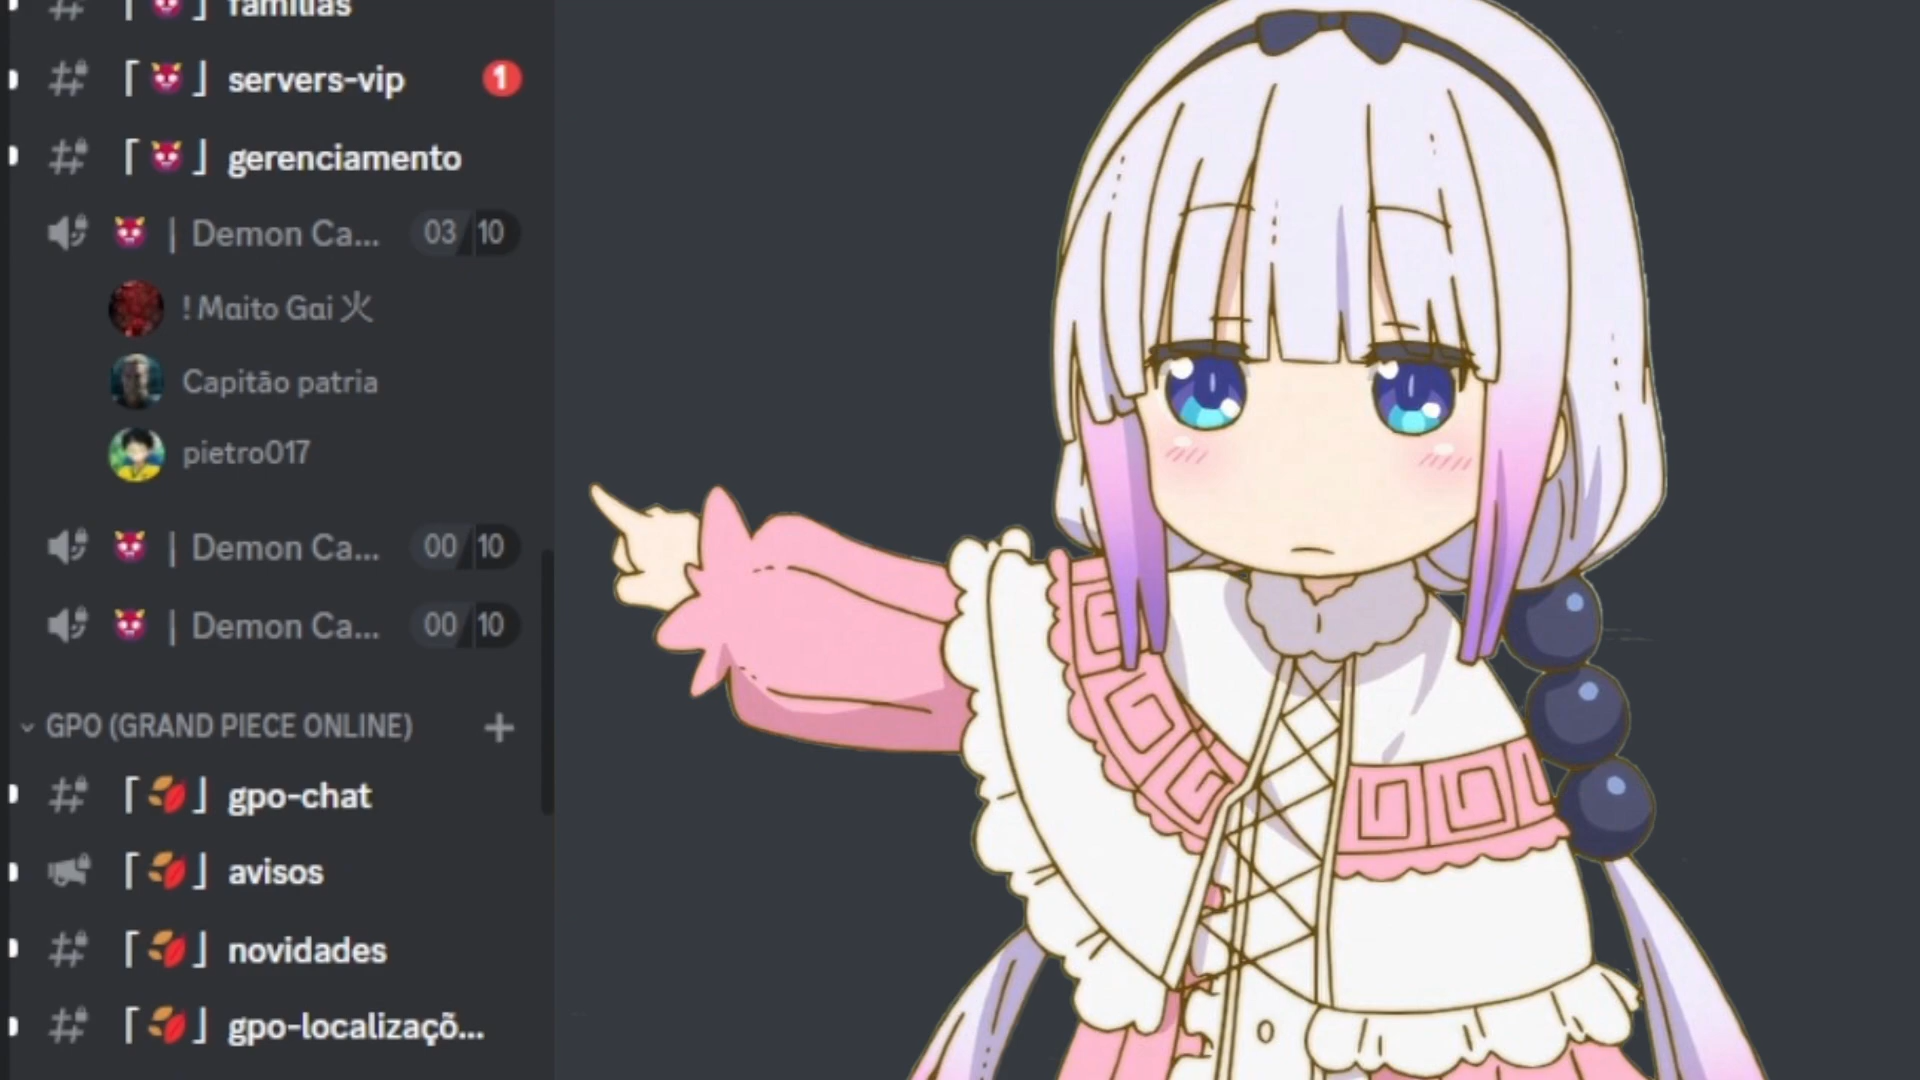 famílias
「 」 servers-vip 1
「 」 gerenciamento
| Demon Ca... 03 10
! Maito Gai 火
Capitão patria
pietro017
| Demon Ca... 00 10
| Demon Ca... 00 10
GPO (GRAND PIECE ONLINE)
「 」 gpo-chat
「 」 avisos
「 」 novidades
「 」 gpo-localizaçõ...